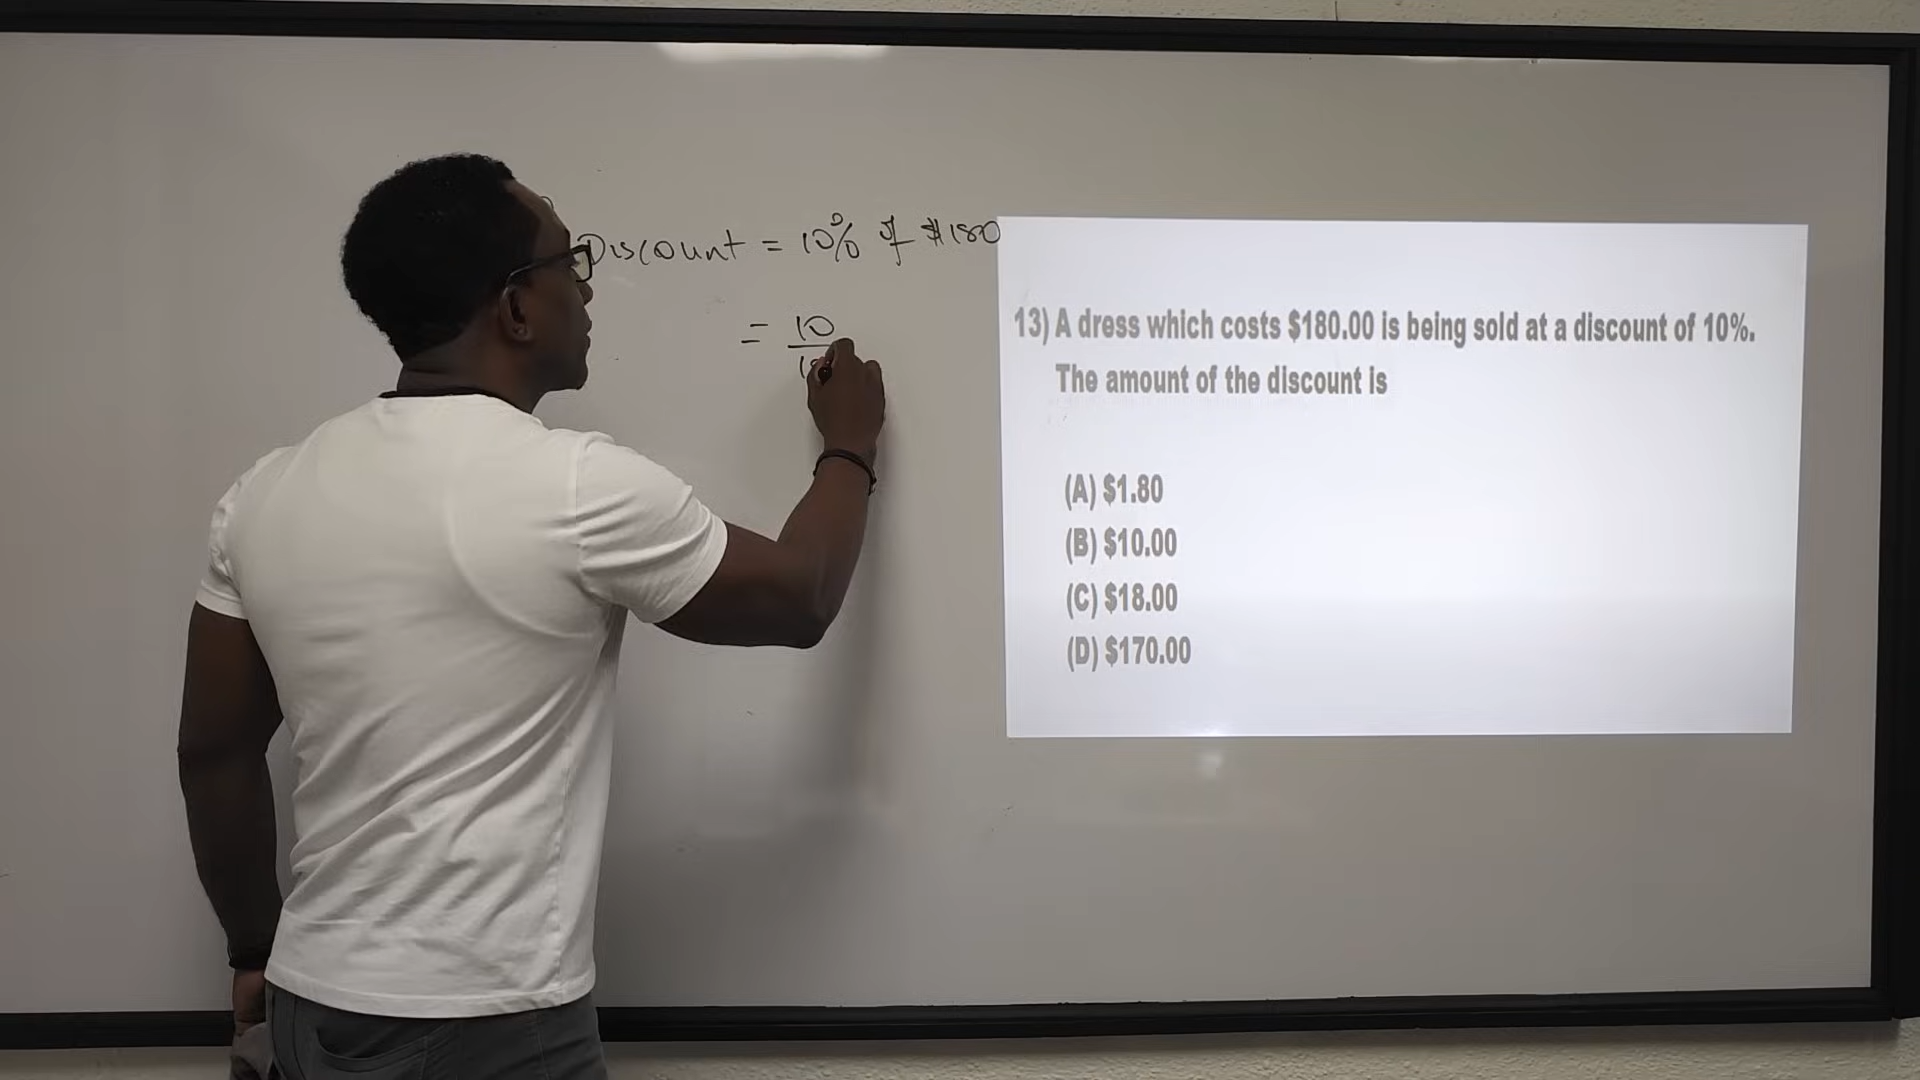 Discount = 10% of $180
= 10
13) A dress which costs $180.00 is being sold at a discount of 10%.
The amount of the discount is
(A) $1.80
(B) $10.00
(C) $18.00
(D) $170.00